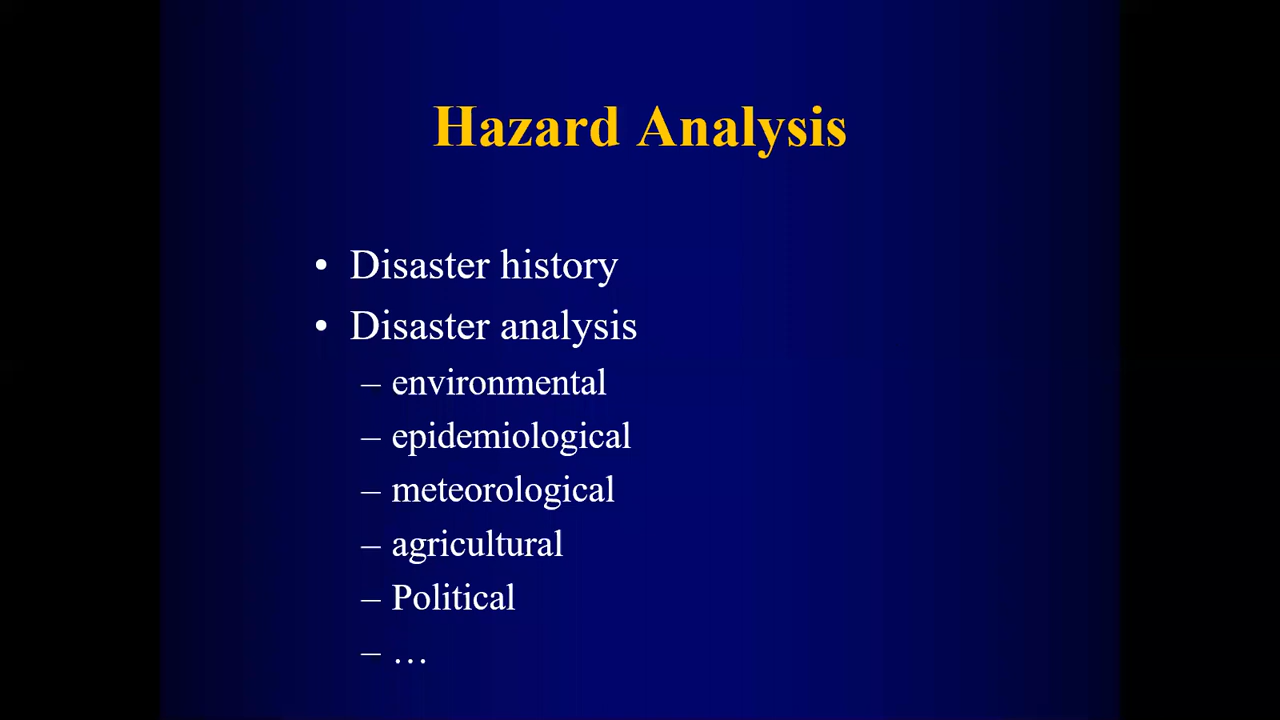 Hazard Analysis
• Disaster history
• Disaster analysis
– environmental
– epidemiological
– meteorological
– agricultural
– Political
– …